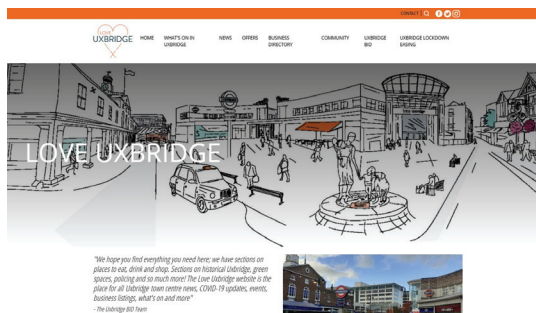 CONTACT
LOVE
UXBRIDGE
HOME
WHAT'S ON IN
UXBRIDGE
NEWS
OFFERS
BUSINESS
DIRECTORY
COMMUNITY
UXBRIDGE
BID
UXBRIDGE LOCKDOWN
EASING
LOVE UXBRIDGE
"We hope you find everything you need here; we have sections on
places to eat, drink and shop. Sections on historical Uxbridge, green
spaces, policing and so much more! The Love Uxbridge website is the
place for all Uxbridge town centre news, COVID-19 updates, events,
business listings, what's on and more"
- The Uxbridge BID Team